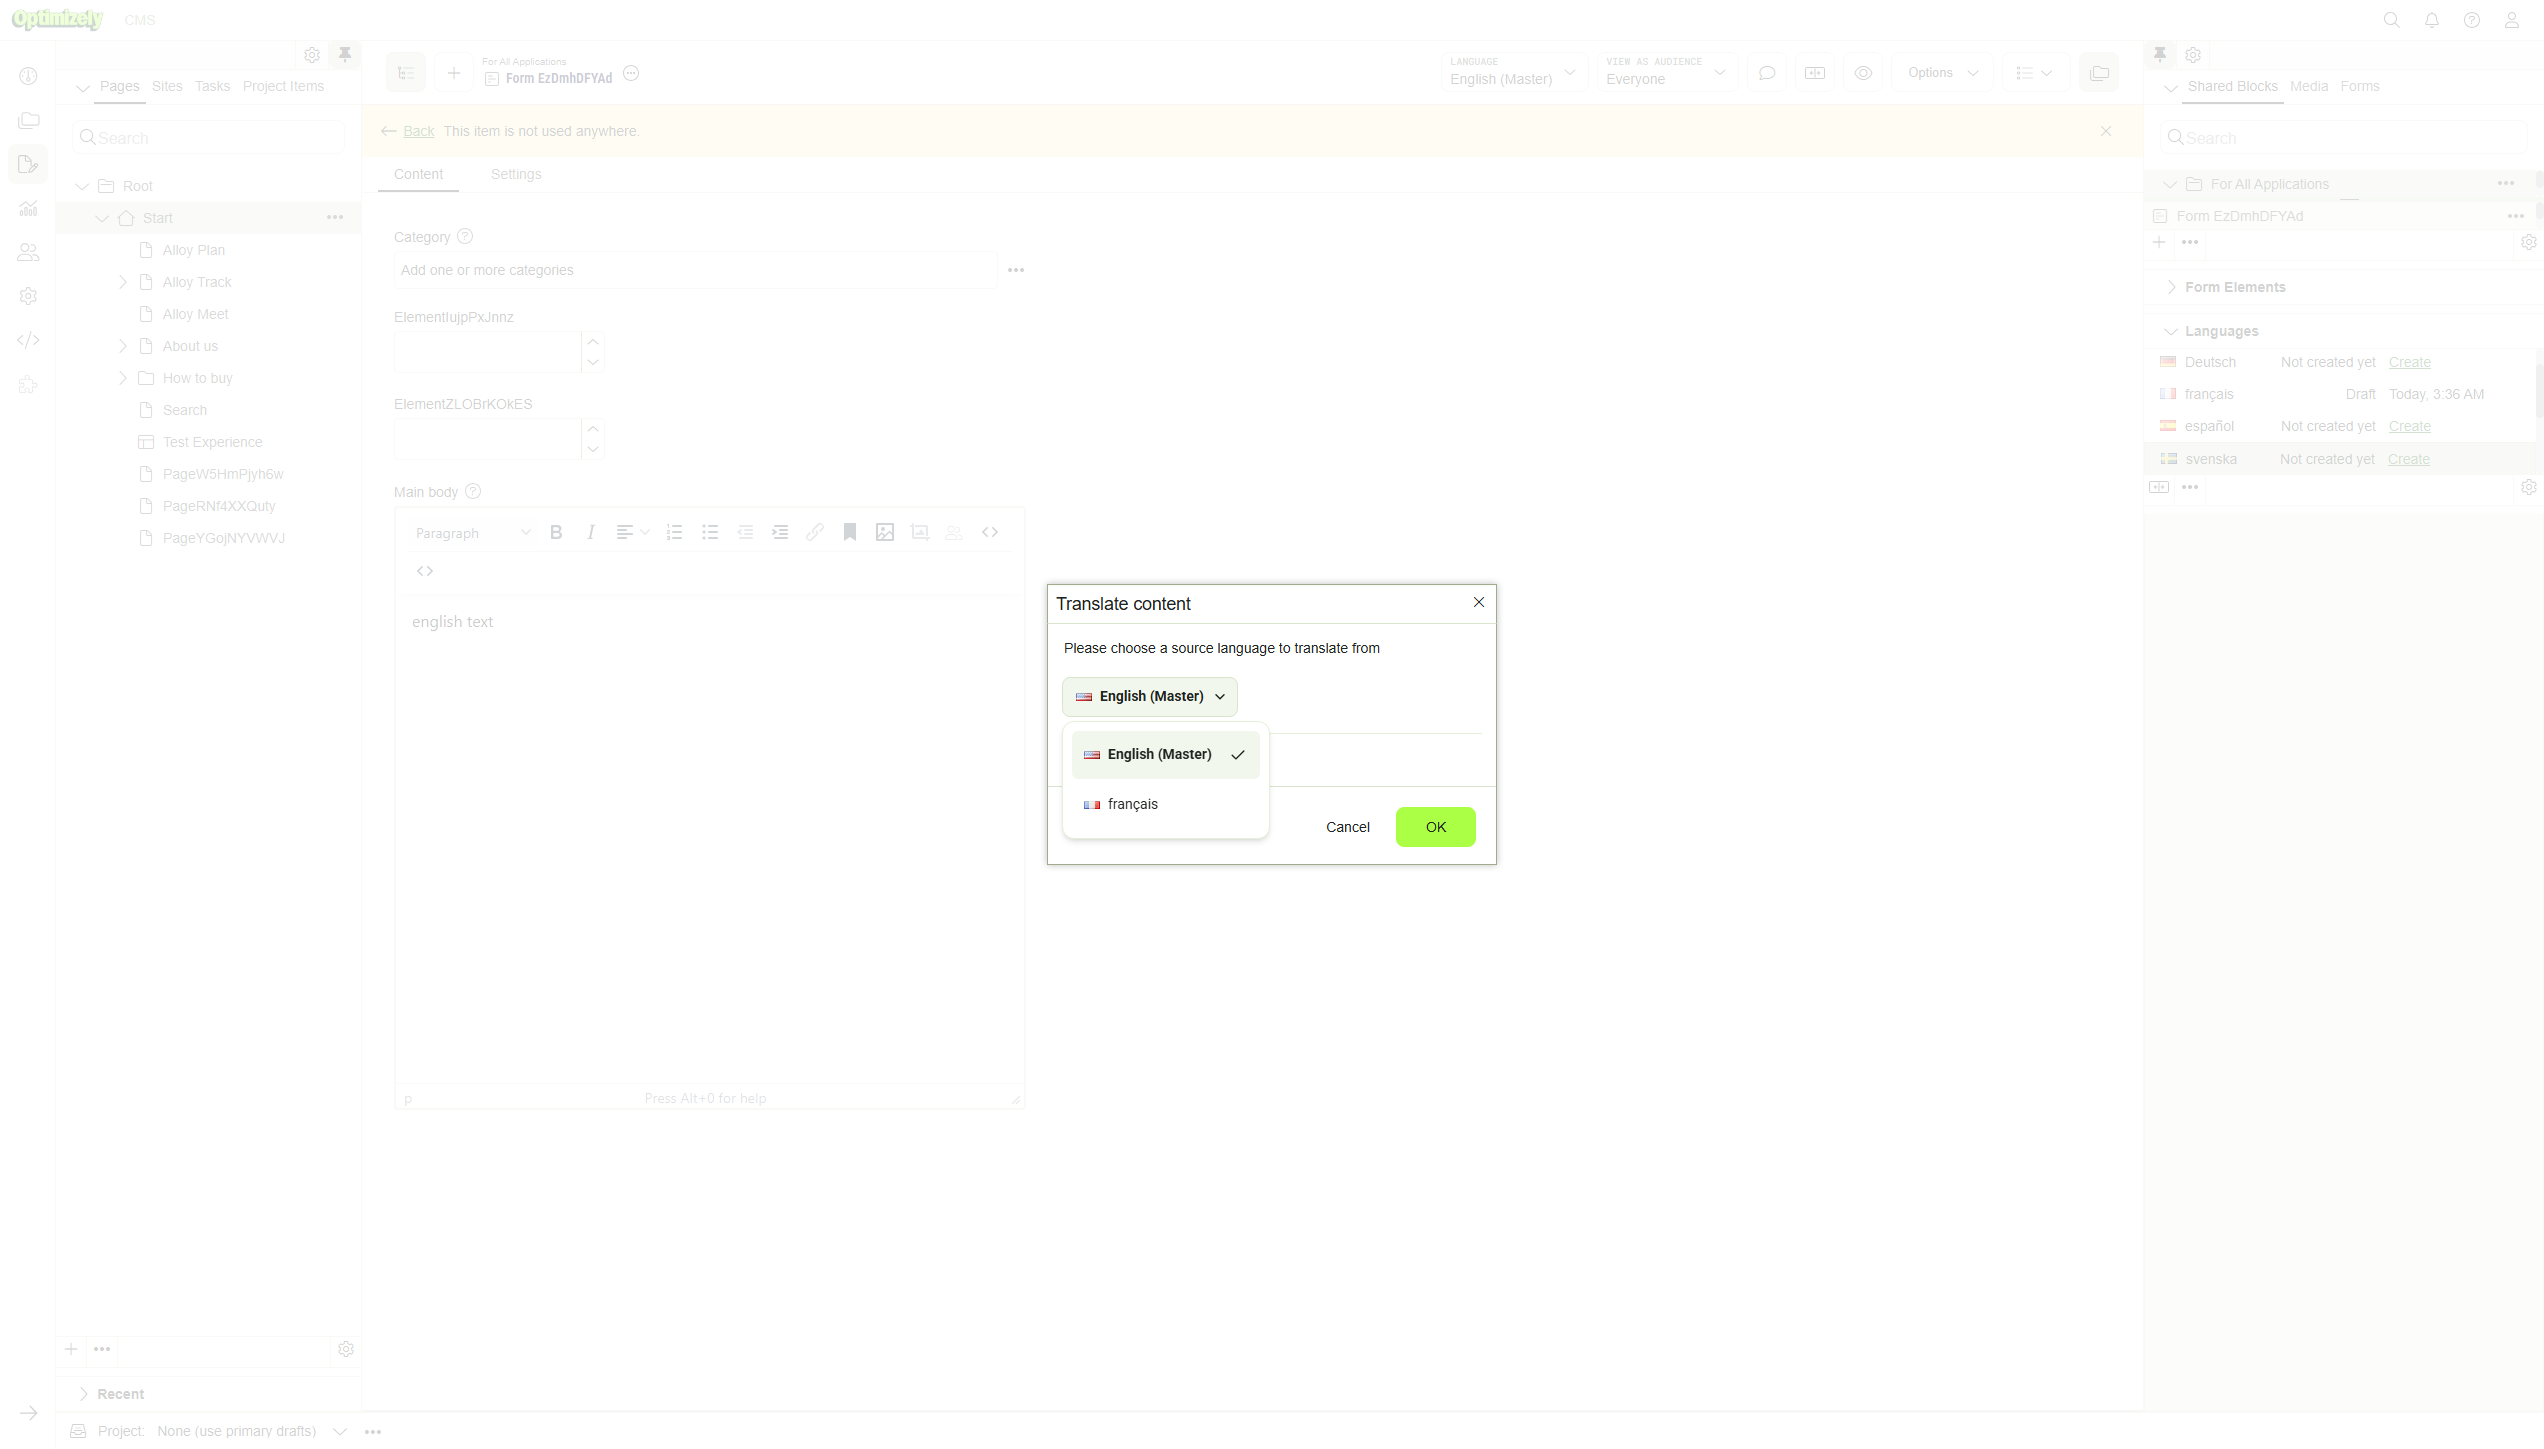 Optimizely CMS
Pages Sites Tasks Project Items
Search
Root
Start
Alloy Plan
Alloy Track
Alloy Meet
About us
How to buy
Search
Test Experience
PageW5HmPjyh6w
PageRNf4XXQuty
PageYGojNYVWVJ
Recent
Project: None (use primary drafts)
For All Applications
Form EzDmhDFYAd
LANGUAGE
English (Master)
VIEW AS AUDIENCE
Everyone
Options
Back This item is not used anywhere.
Content Settings
Category
Add one or more categories
ElementIujpPxJnnz
ElementZLOBrKOkES
Main body
Paragraph
english text
p Press Alt+0 for help
Translate content
Please choose a source language to translate from
English (Master)
English (Master)
français
Cancel OK
Shared Blocks Media Forms
Search
For All Applications
Form EzDmhDFYAd
Form Elements
Languages
Deutsch Not created yet Create
français Draft Today, 3:36 AM
español Not created yet Create
svenska Not created yet Create